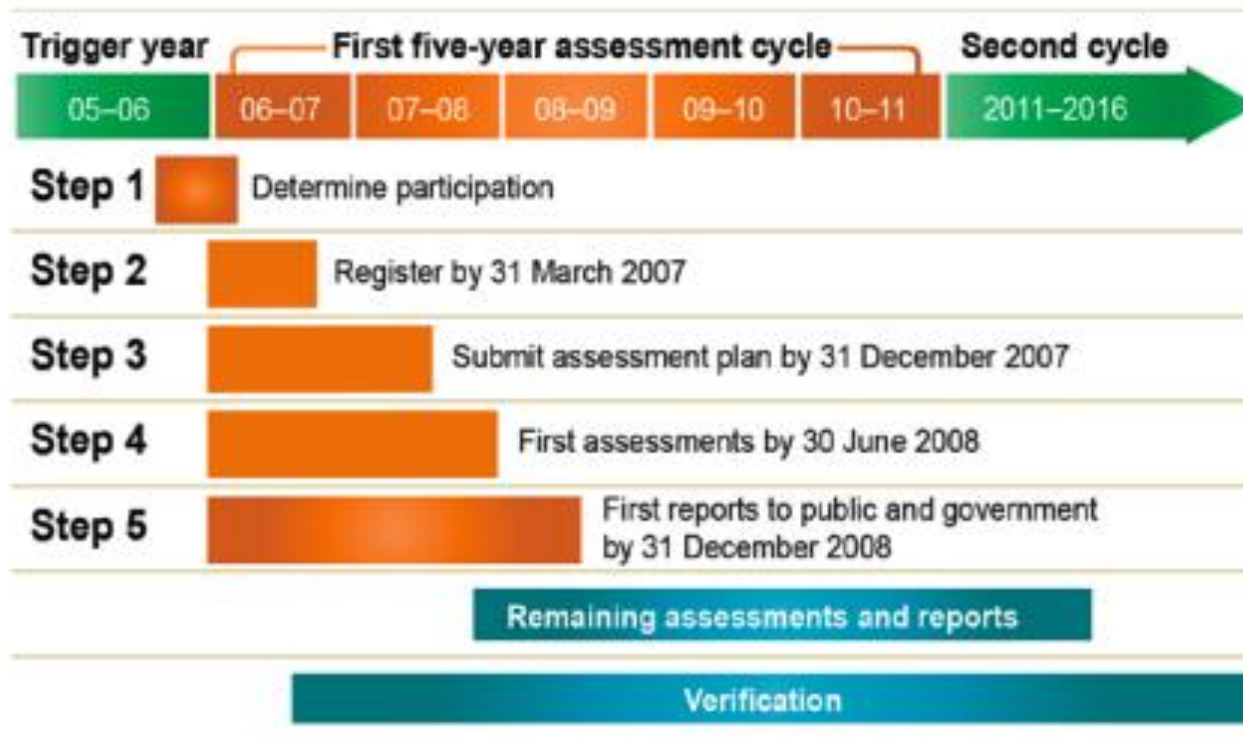 Trigger year First five-year assessment cycle Second cycle
05–06 06–07 07–08 08–09 09–10 10–11 2011–2016
Step 1 Determine participation
Step 2 Register by 31 March 2007
Step 3 Submit assessment plan by 31 December 2007
Step 4 First assessments by 30 June 2008
Step 5 First reports to public and government
by 31 December 2008
Remaining assessments and reports
Verification